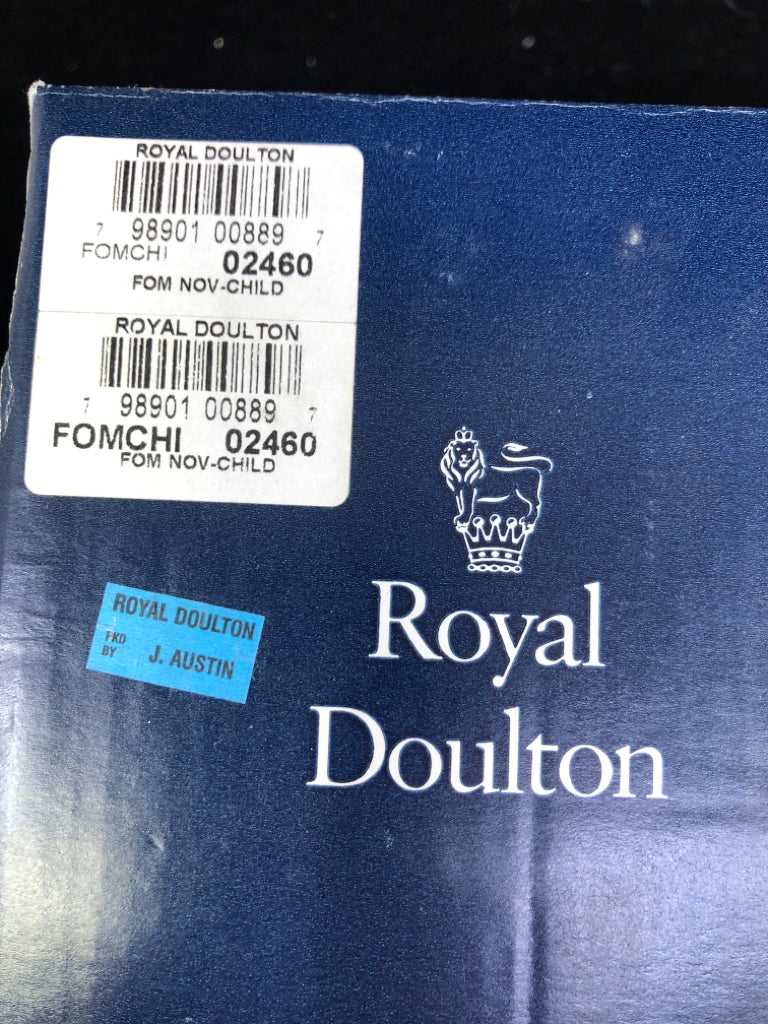 ROYAL DOULTON
7 98901 00889 7
FOMCHI 02460
FOM NOV-CHILD
ROYAL DOULTON
7 98901 00889 7
FOMCHI 02460
FOM NOV-CHILD
ROYAL DOULTON
PKD
BY J. AUSTIN
Royal
Doulton